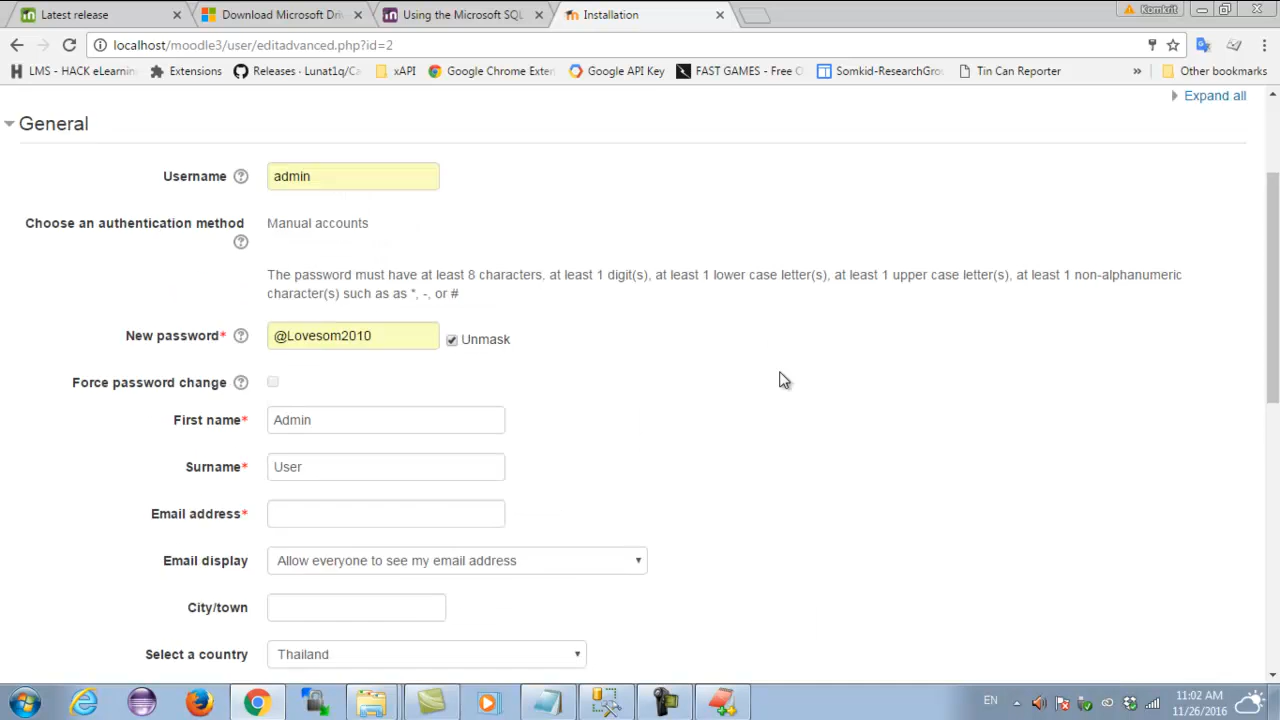 Latest release
Download Microsoft Dri
Using the Microsoft SQL
Installation
Komkrit
localhost/moodle3/user/editadvanced.php?id=2
LMS - HACK eLearnin
Extensions
Releases · Lunat1q/Ca
xAPI
Google Chrome Exten
Google API Key
FAST GAMES - Free O
Somkid-ResearchGro
Tin Can Reporter
»
Other bookmarks
Expand all
General
Username
admin
Choose an authentication method
Manual accounts
The password must have at least 8 characters, at least 1 digit(s), at least 1 lower case letter(s), at least 1 upper case letter(s), at least 1 non-alphanumeric
character(s) such as as *, -, or #
New password*
@Lovesom2010
Unmask
Force password change
First name*
Admin
Surname*
User
Email address*
Email display
Allow everyone to see my email address
City/town
Select a country
Thailand
EN
11:02 AM
11/26/2016